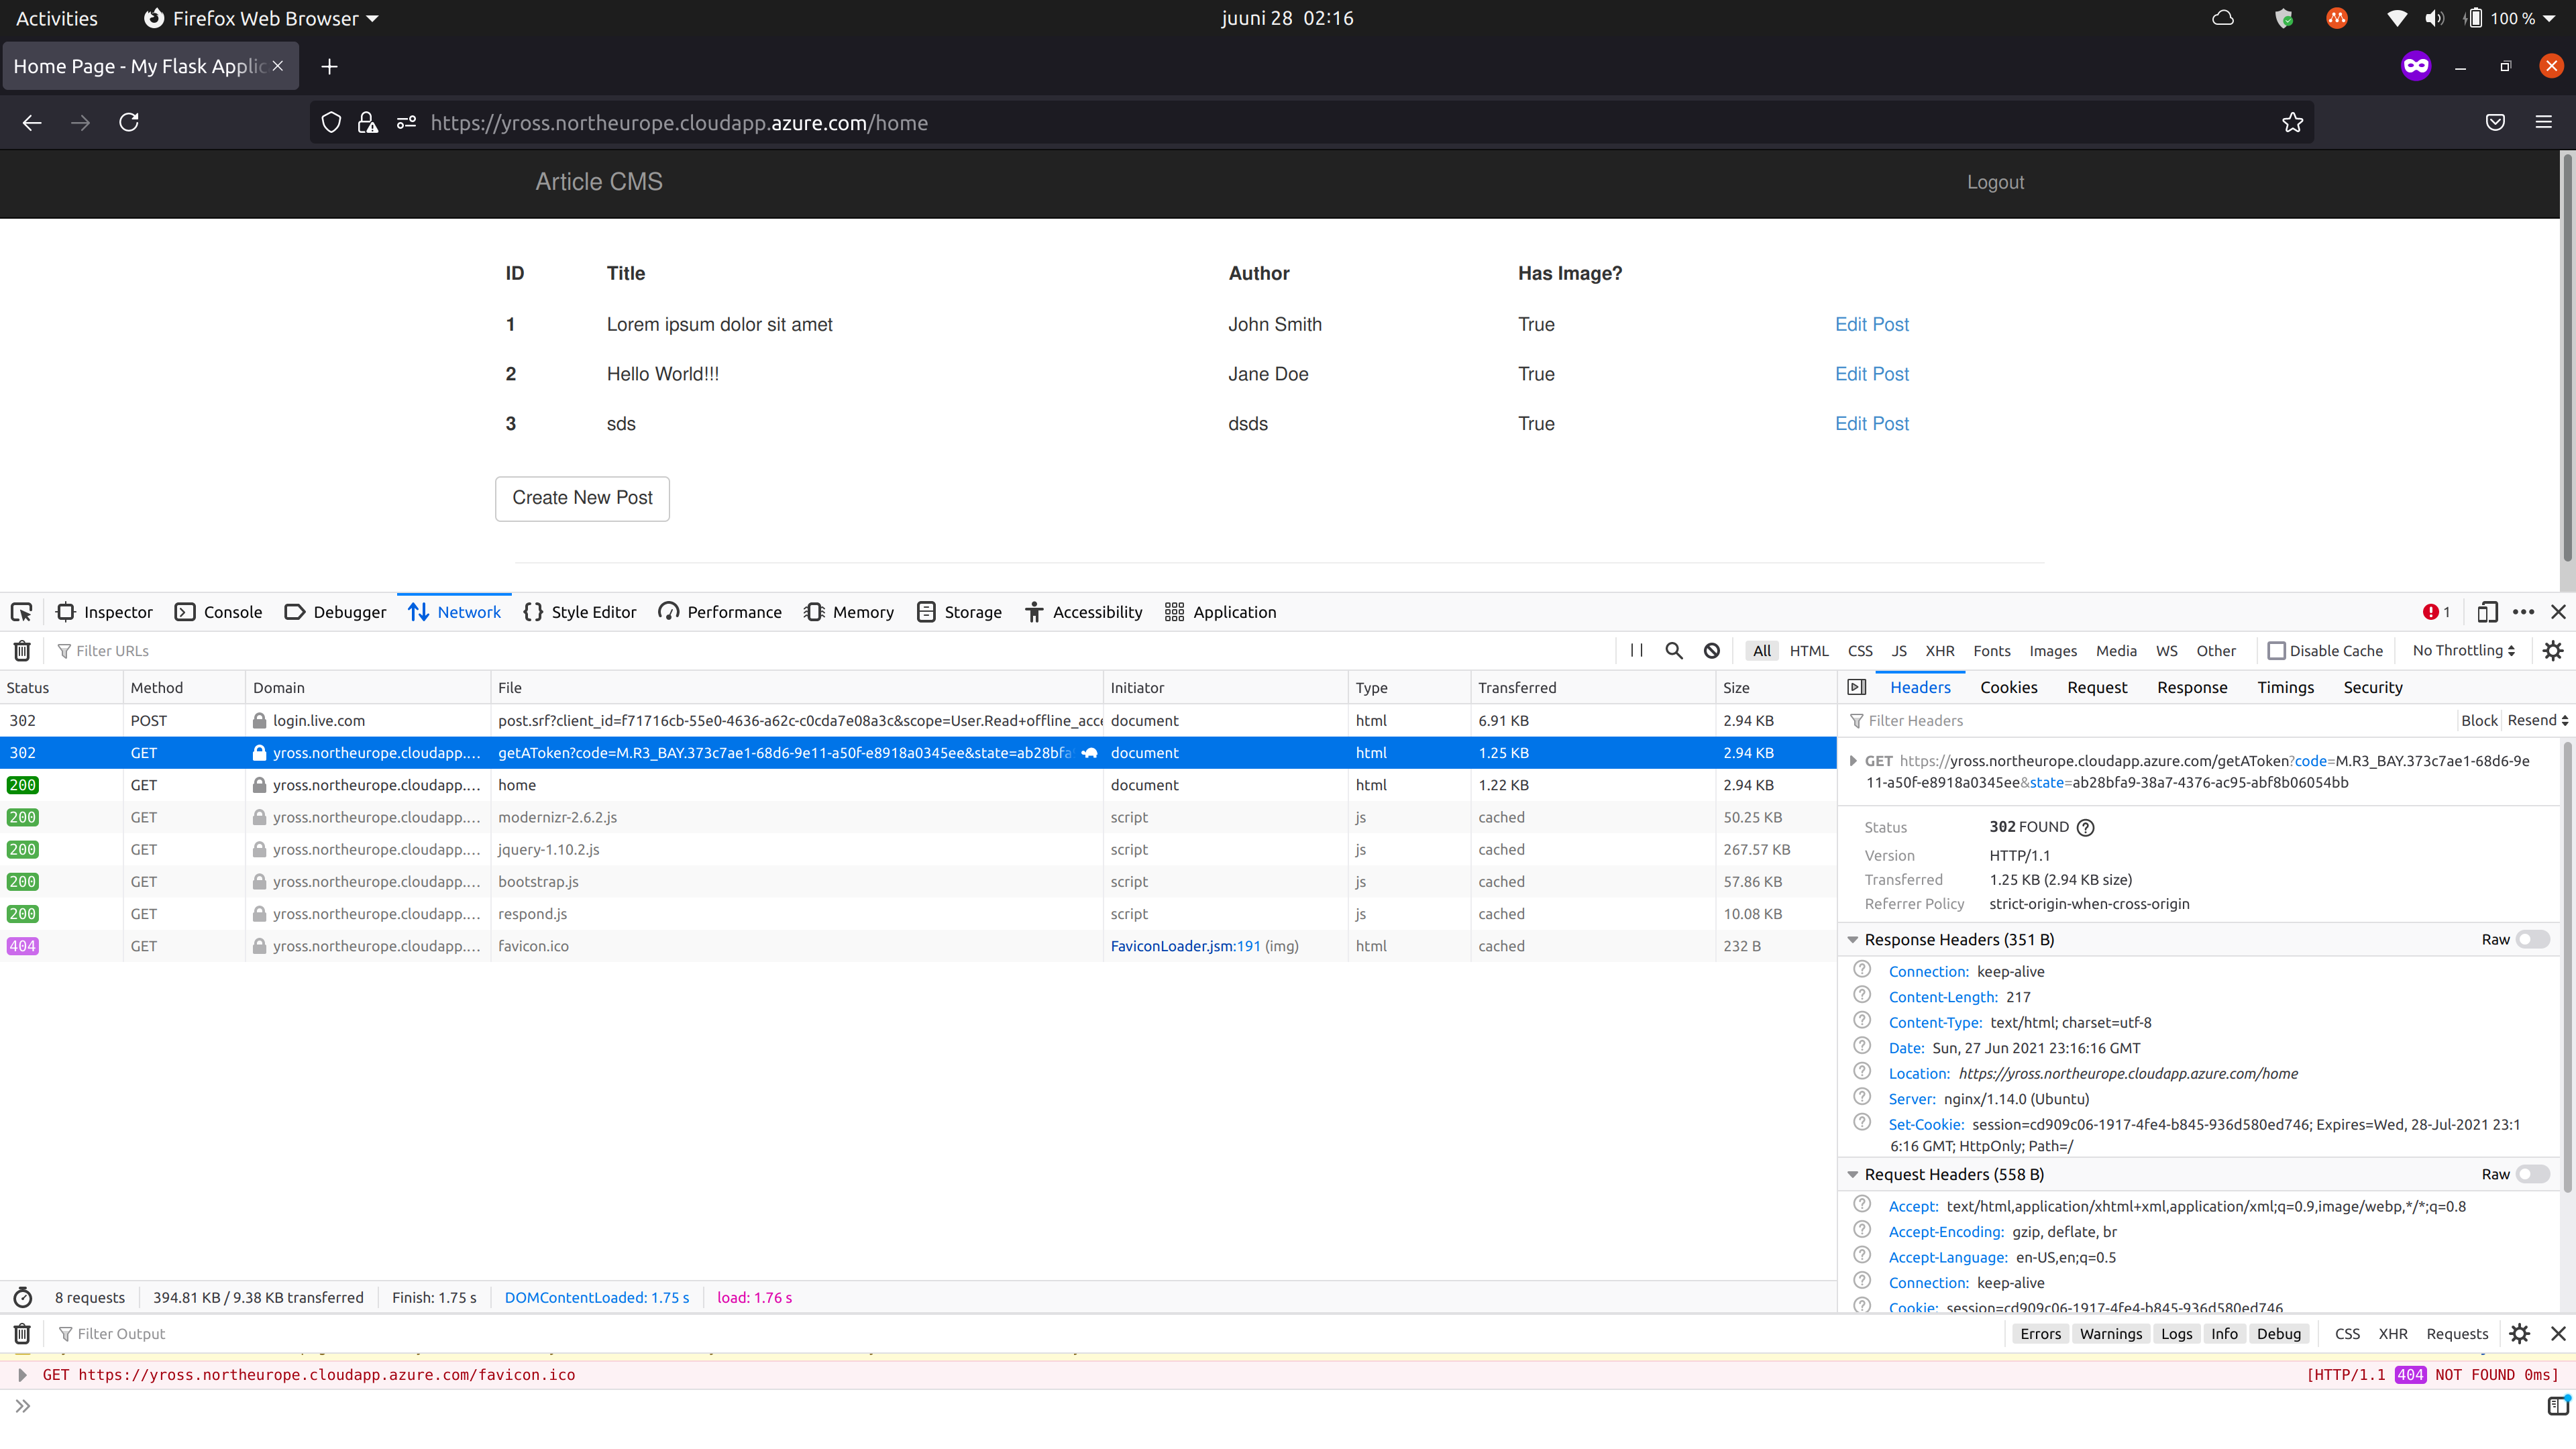 Activities Firefox Web Browser juuni 28 02:16 100 %
Home Page - My Flask Applic
https://yross.northeurope.cloudapp.azure.com/home
Article CMS Logout
ID Title Author Has Image?
1 Lorem ipsum dolor sit amet John Smith True Edit Post
2 Hello World!!! Jane Doe True Edit Post
3 sds dsds True Edit Post
Create New Post
Inspector Console Debugger Network Style Editor Performance Memory Storage Accessibility Application 1
Filter URLs All HTML CSS JS XHR Fonts Images Media WS Other Disable Cache No Throttling
Status Method Domain File Initiator Type Transferred Size
302 POST login.live.com post.srf?client_id=f71716cb-55e0-4636-a62c-c0cda7e08a3c&scope=User.Read+offline_acce document html 6.91 KB 2.94 KB
302 GET yross.northeurope.cloudapp.... getAToken?code=M.R3_BAY.373c7ae1-68d6-9e11-a50f-e8918a0345ee&state=ab28bfa document html 1.25 KB 2.94 KB
200 GET yross.northeurope.cloudapp.... home document html 1.22 KB 2.94 KB
200 GET yross.northeurope.cloudapp.... modernizr-2.6.2.js script js cached 50.25 KB
200 GET yross.northeurope.cloudapp.... jquery-1.10.2.js script js cached 267.57 KB
200 GET yross.northeurope.cloudapp.... bootstrap.js script js cached 57.86 KB
200 GET yross.northeurope.cloudapp.... respond.js script js cached 10.08 KB
404 GET yross.northeurope.cloudapp.... favicon.ico FaviconLoader.jsm:191 (img) html cached 232 B
Headers Cookies Request Response Timings Security
Filter Headers Block Resend
GET https://yross.northeurope.cloudapp.azure.com/getAToken?code=M.R3_BAY.373c7ae1-68d6-9e
11-a50f-e8918a0345ee&state=ab28bfa9-38a7-4376-ac95-abf8b06054bb
Status 302 FOUND
Version HTTP/1.1
Transferred 1.25 KB (2.94 KB size)
Referrer Policy strict-origin-when-cross-origin
Response Headers (351 B) Raw
Connection: keep-alive
Content-Length: 217
Content-Type: text/html; charset=utf-8
Date: Sun, 27 Jun 2021 23:16:16 GMT
Location: https://yross.northeurope.cloudapp.azure.com/home
Server: nginx/1.14.0 (Ubuntu)
Set-Cookie: session=cd909c06-1917-4fe4-b845-936d580ed746; Expires=Wed, 28-Jul-2021 23:1
6:16 GMT; HttpOnly; Path=/
Request Headers (558 B) Raw
Accept: text/html,application/xhtml+xml,application/xml;q=0.9,image/webp,*/*;q=0.8
Accept-Encoding: gzip, deflate, br
Accept-Language: en-US,en;q=0.5
Connection: keep-alive
Cookie: session=cd909c06-1917-4fe4-b845-936d580ed746
8 requests 394.81 KB / 9.38 KB transferred Finish: 1.75 s DOMContentLoaded: 1.75 s load: 1.76 s
Filter Output Errors Warnings Logs Info Debug CSS XHR Requests
GET https://yross.northeurope.cloudapp.azure.com/favicon.ico [HTTP/1.1 404 NOT FOUND 0ms]